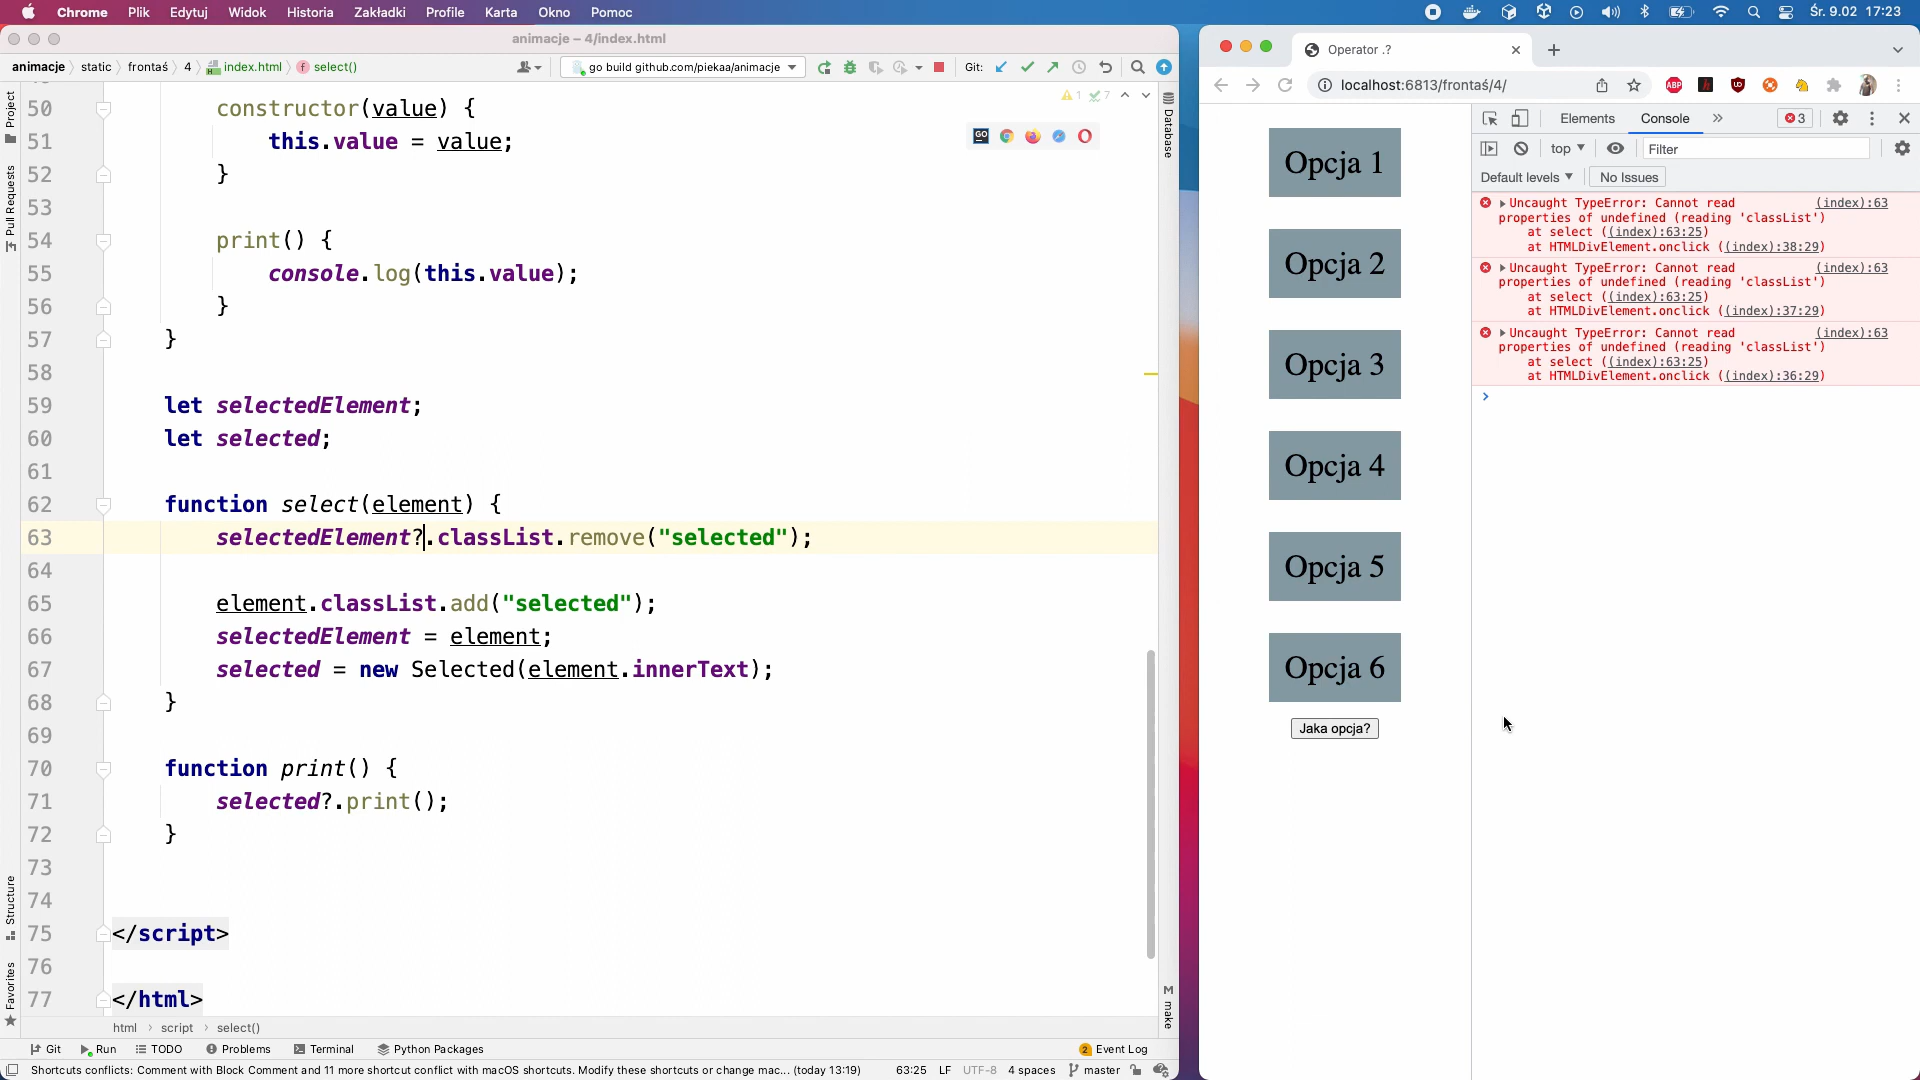 Chrome Plik Edytuj Widok Historia Zakładki Profile Karta Okno Pomoc Śr. 9.02 17:23
animacje – 4/index.html
animacje static frontaś 4 index.html select() go build github.com/piekaa/animacje Git:
1 7
Project
Pull Requests
Structure
Favorites
Database
make
50 constructor(value) {
51 this.value = value;
52 }
53
54 print() {
55 console.log(this.value);
56 }
57 }
58
59 let selectedElement;
60 let selected;
61
62 function select(element) {
63 selectedElement?.classList.remove("selected");
64
65 element.classList.add("selected");
66 selectedElement = element;
67 selected = new Selected(element.innerText);
68 }
69
70 function print() {
71 selected?.print();
72 }
73
74
75 </script>
76
77 </html>
html script select()
Git Run TODO Problems Terminal Python Packages 2 Event Log
Shortcuts conflicts: Comment with Block Comment and 11 more shortcut conflict with macOS shortcuts. Modify these shortcuts or change mac... (today 13:19) 63:25 LF UTF-8 4 spaces master
Operator .?
localhost:6813/frontaś/4/
ABP
Opcja 1
Opcja 2
Opcja 3
Opcja 4
Opcja 5
Opcja 6
Jaka opcja?
Elements Console 3
top Filter
Default levels No Issues
Uncaught TypeError: Cannot read (index):63
properties of undefined (reading 'classList')
at select ((index):63:25)
at HTMLDivElement.onclick ((index):38:29)
Uncaught TypeError: Cannot read (index):63
properties of undefined (reading 'classList')
at select ((index):63:25)
at HTMLDivElement.onclick ((index):37:29)
Uncaught TypeError: Cannot read (index):63
properties of undefined (reading 'classList')
at select ((index):63:25)
at HTMLDivElement.onclick ((index):36:29)